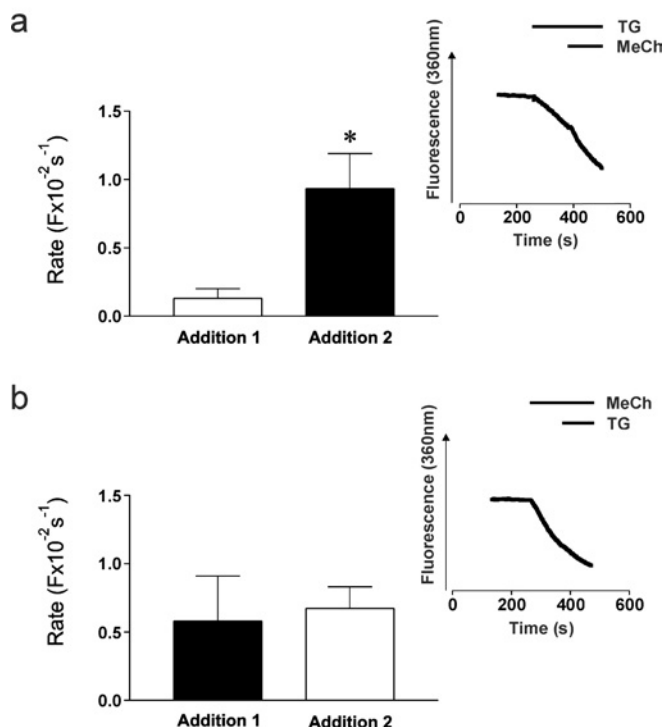 a
TG
MeCh
Fluorescence (360nm)
0 200 400 600
Time (s)
Rate (Fx10⁻²s⁻¹)
1.5
1.0
0.5
0.0
*
Addition 1 Addition 2
b
MeCh
TG
Fluorescence (360nm)
0 200 400 600
Time (s)
Rate (Fx10⁻²s⁻¹)
1.5
1.0
0.5
0.0
Addition 1 Addition 2